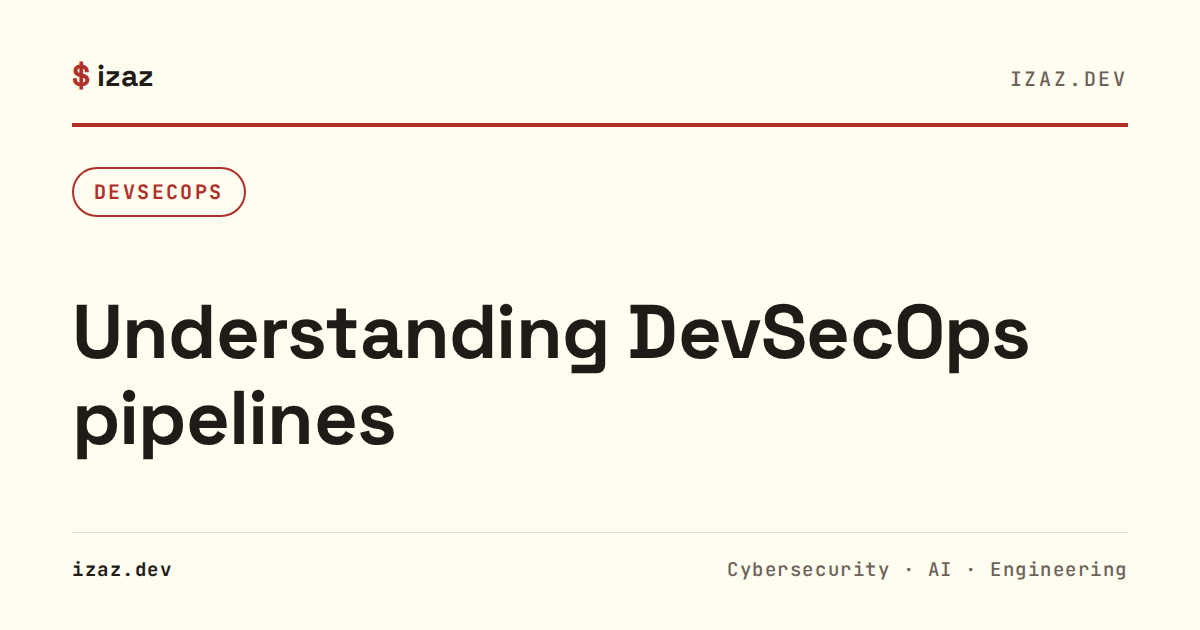 $ izaz
IZAZ.DEV
DEVSECOPS
Understanding DevSecOps
pipelines
izaz.dev
Cybersecurity · AI · Engineering